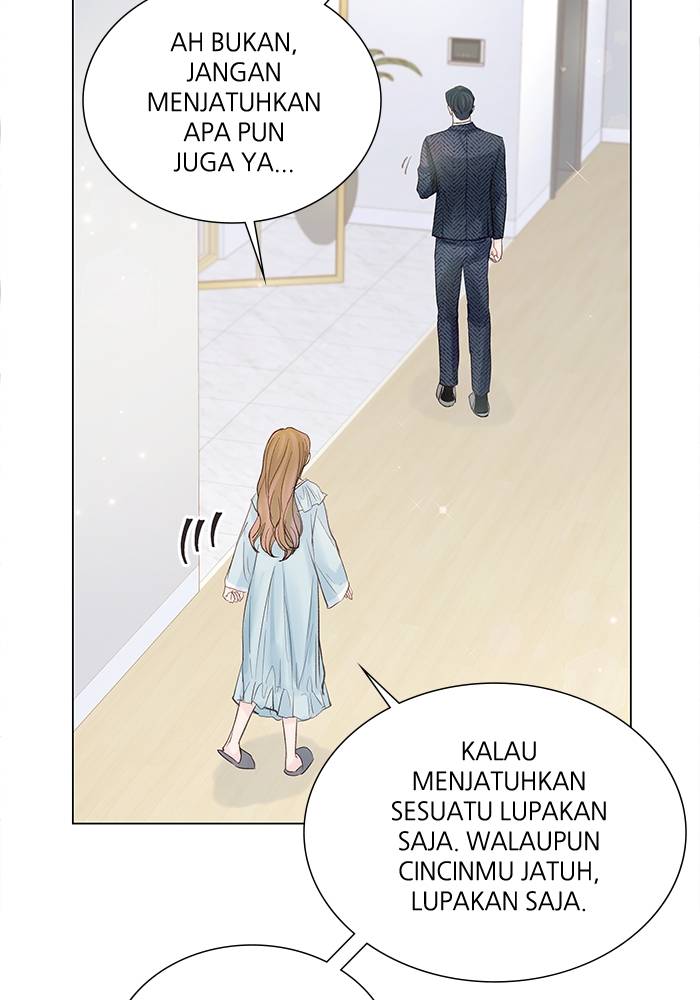 AH BUKAN,
JANGAN
MENJATUHKAN
APA PUN
JUGA YA...
KALAU
MENJATUHKAN
SESUATU LUPAKAN
SAJA. WALAUPUN
CINCINMU JATUH,
LUPAKAN SAJA.